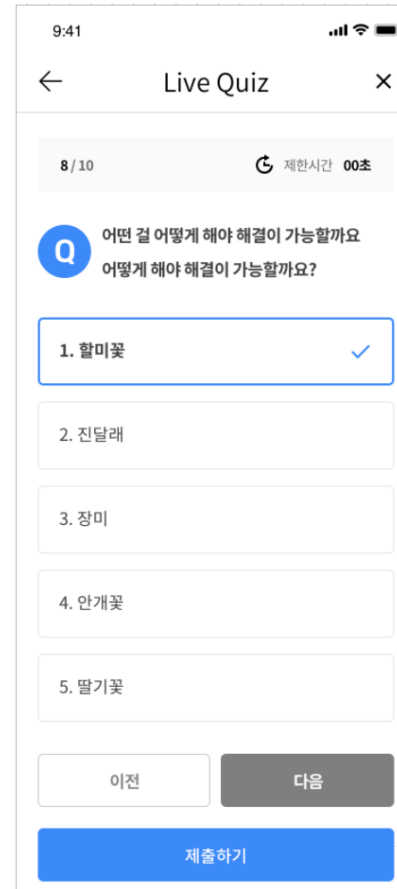 9:41
Live Quiz
8/10 제한시간 00초
Q
어떤 걸 어떻게 해야 해결이 가능할까요
어떻게 해야 해결이 가능할까요?
1. 할미꽃
2. 진달래
3. 장미
4. 안개꽃
5. 딸기꽃
이전 다음
제출하기